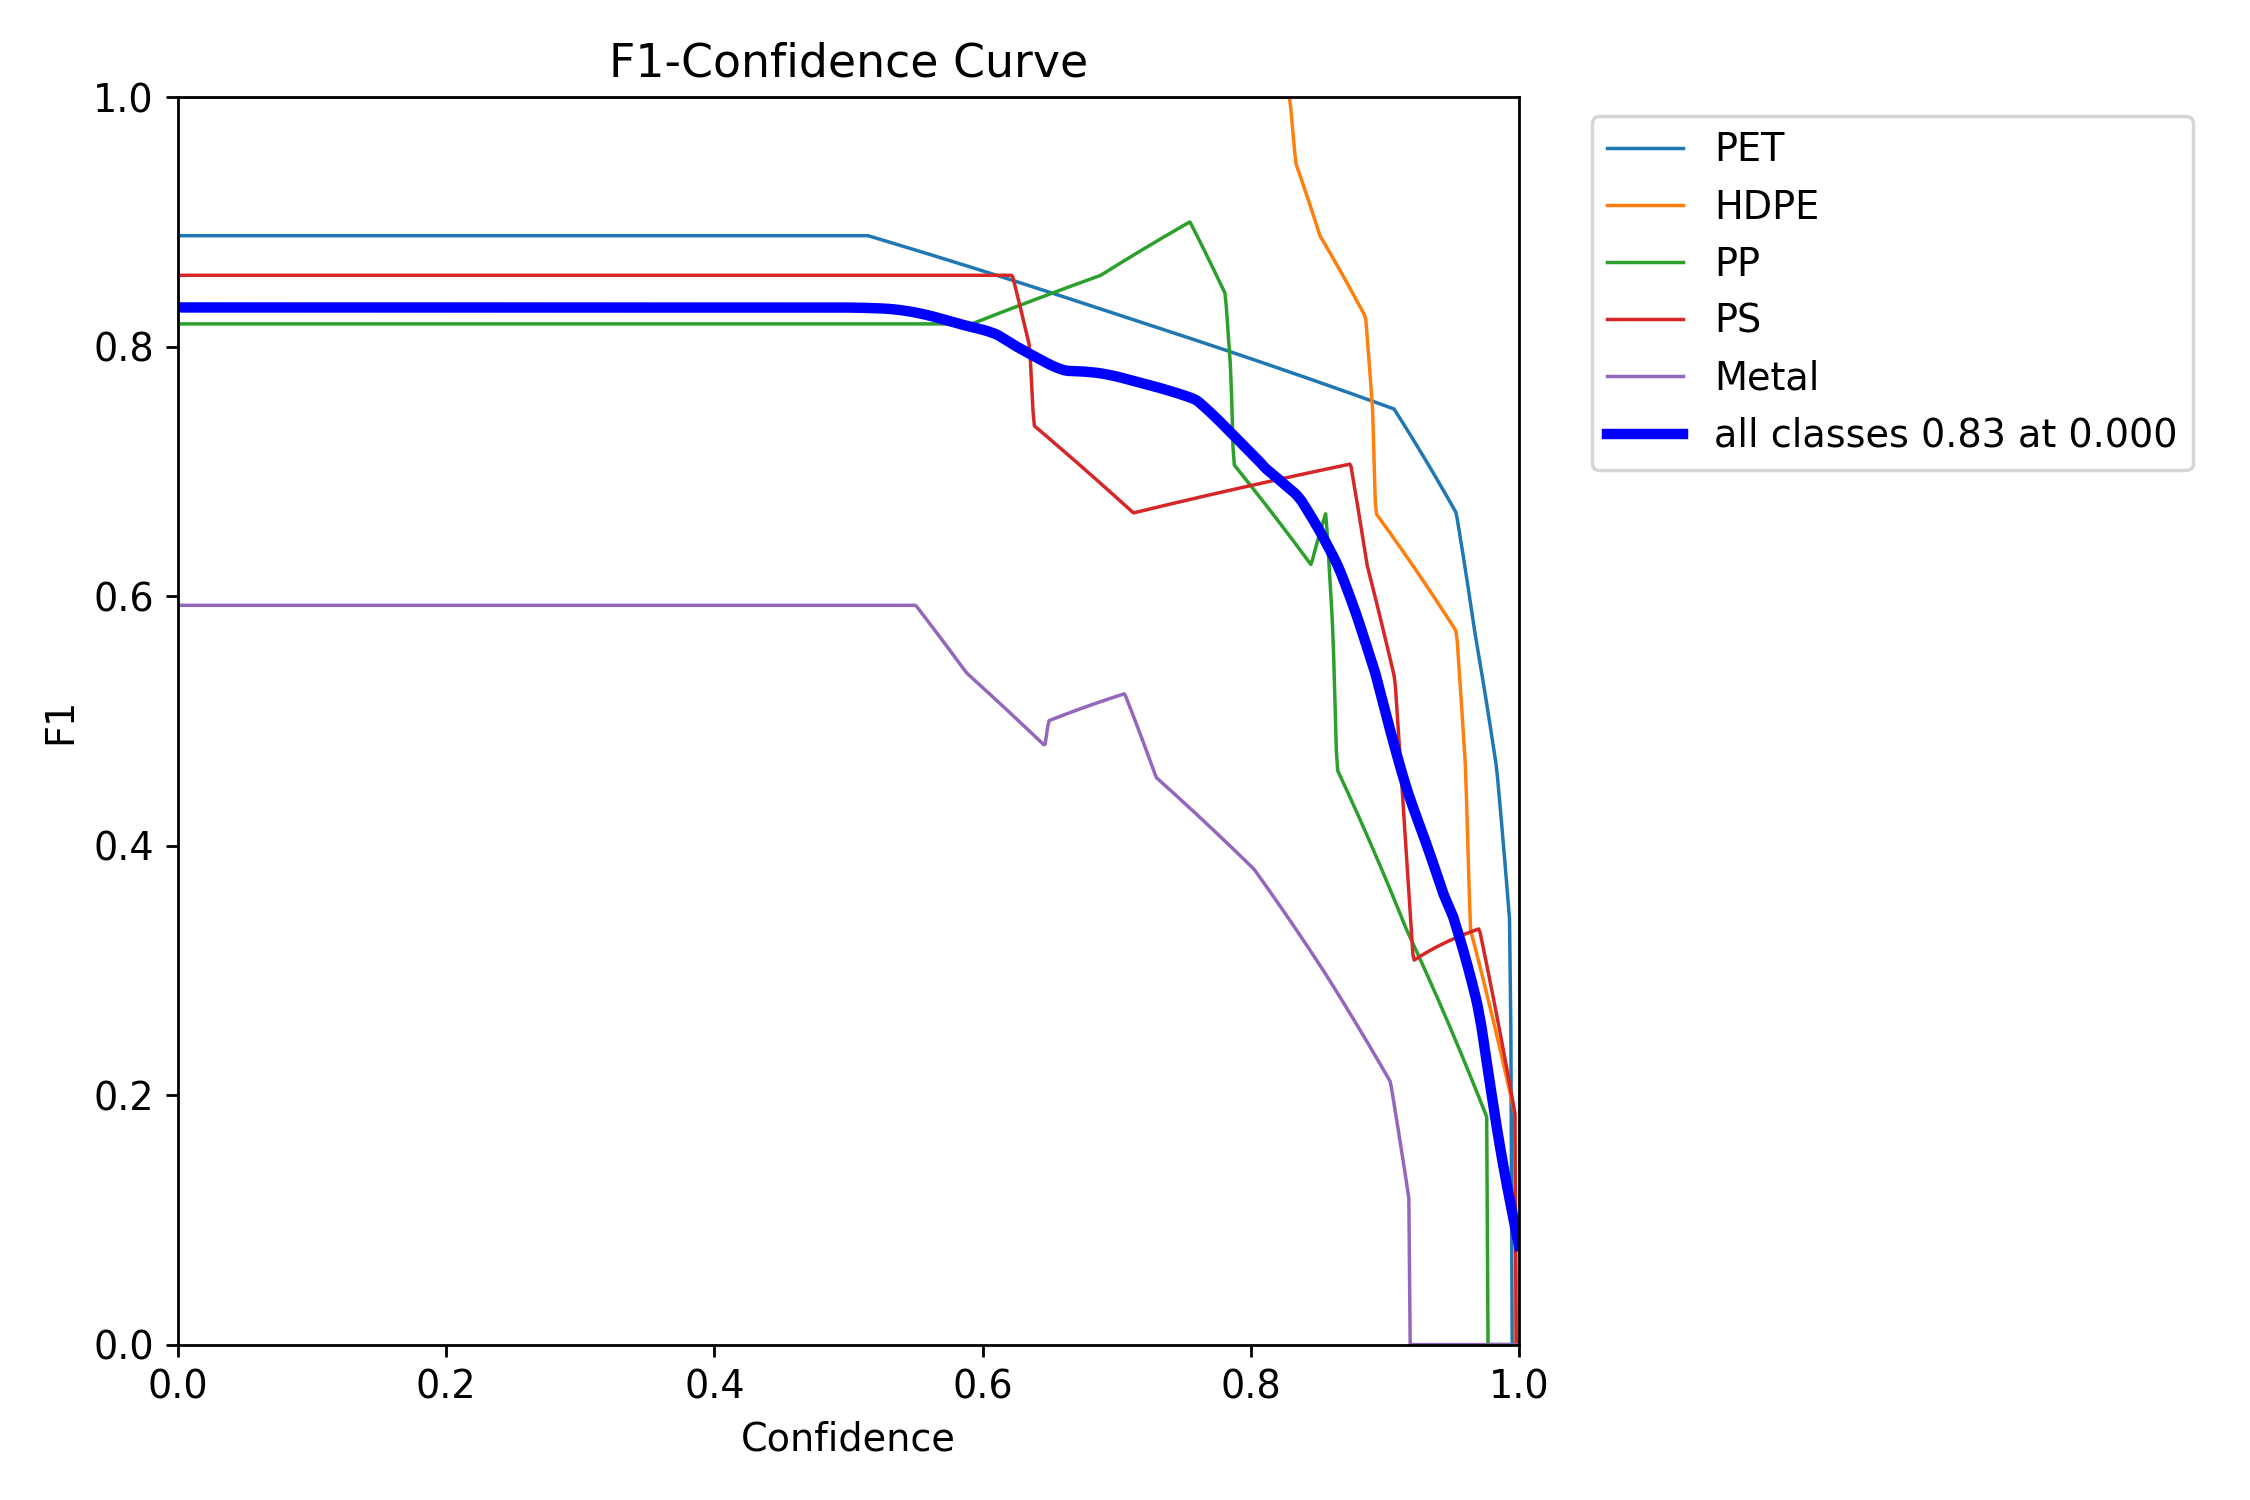 F1-Confidence Curve
1.0
0.8
0.6
0.4
0.2
0.0
F1
0.0 0.2 0.4 0.6 0.8 1.0
Confidence
PET
HDPE
PP
PS
Metal
all classes 0.83 at 0.000